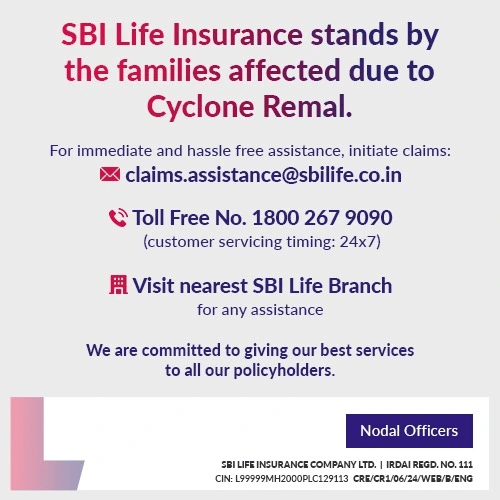 SBI Life Insurance stands by
the families affected due to
Cyclone Remal.
For immediate and hassle free assistance, initiate claims:
claims.assistance@sbilife.co.in
Toll Free No. 1800 267 9090
(customer servicing timing: 24x7)
Visit nearest SBI Life Branch
for any assistance
We are committed to giving our best services
to all our policyholders.
Nodal Officers
SBI LIFE INSURANCE COMPANY LTD. | IRDAI REGD. NO. 111
CIN: L99999MH2000PLC129113 CRE/CR1/06/24/WEB/B/ENG